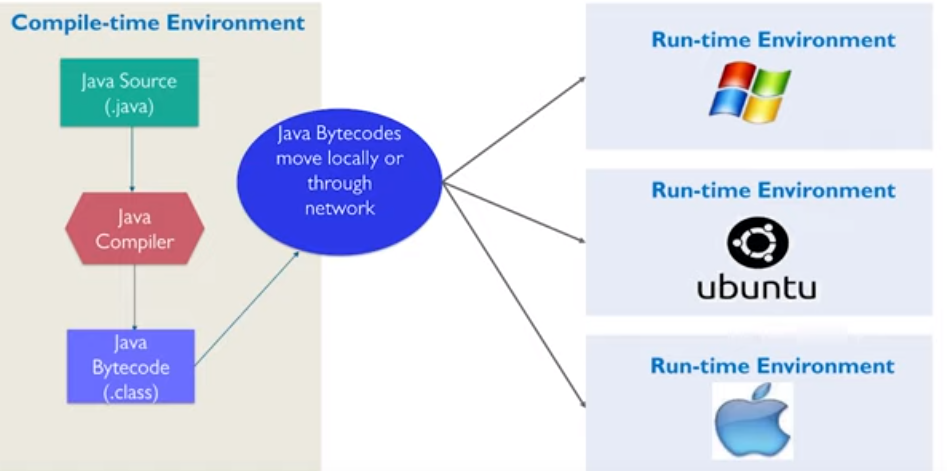 Compile-time Environment
Java Source
(.java)
Java
Compiler
Java
Bytecode
(.class)
Java Bytecodes
move locally or
through
network
Run-time Environment
Run-time Environment
ubuntu
Run-time Environment